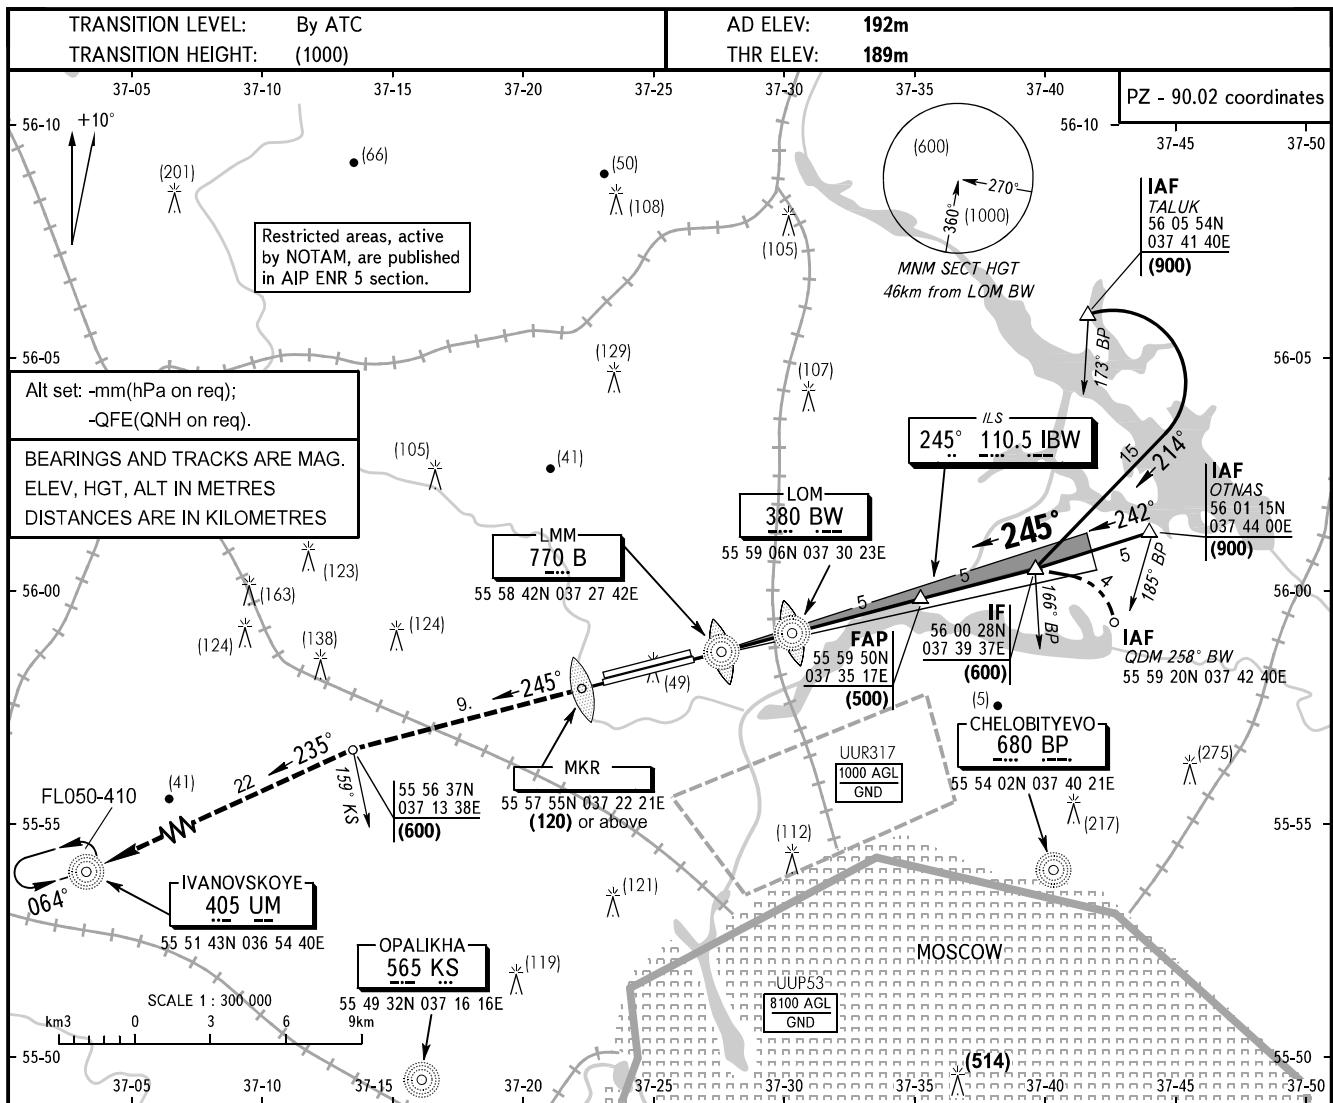 TRANSITION LEVEL: By ATC
TRANSITION HEIGHT: (1000)
AD ELEV: 192m
THR ELEV: 189m
37-05 37-10 37-15 37-20 37-25 37-30 37-35 37-40
PZ - 90.02 coordinates
56-10
56-10
37-45
37-50
+10°
(201)
(66)
(50)
(108)
(105)
(600)
270°
360°
(1000)
MNM SECT HGT
46km from LOM BW
IAF
TALUK
56 05 54N
037 41 40E
(900)
Restricted areas, active
by NOTAM, are published
in AIP ENR 5 section.
56-05
56-05
173° BP
(129)
(107)
Alt set: -mm(hPa on req);
-QFE(QNH on req).
BEARINGS AND TRACKS ARE MAG.
ELEV, HGT, ALT IN METRES
DISTANCES ARE IN KILOMETRES
(105)
(41)
ILS
245° 110.5 IBW
15
214°
IAF
OTNAS
56 01 15N
037 44 00E
(900)
LOM
380 BW
55 59 06N 037 30 23E
245°
242°
5
185° BP
LMM
770 B
55 58 42N 037 27 42E
(123)
56-00
56-00
(163)
(124)
(138)
(124)
5
5
4
FAP
55 59 50N
037 35 17E
(500)
IF
56 00 28N
037 39 37E
(600)
166° BP
IAF
QDM 258° BW
55 59 20N 037 42 40E
(49)
245°
9.
235°
22
(5)
CHELOBITYEVO
680 BP
55 54 02N 037 40 21E
(275)
(217)
UUR317
1000 AGL
GND
MKR
55 57 55N 037 22 21E
(120) or above
159° KS
55 56 37N
037 13 38E
(600)
(41)
FL050-410
55-55
55-55
(112)
(121)
064°
IVANOVSKOYE
405 UM
55 51 43N 036 54 40E
OPALIKHA
565 KS
55 49 32N 037 16 16E
(119)
MOSCOW
UUP53
8100 AGL
GND
SCALE 1 : 300 000
km3 0 3 6 9km
55-50
55-50
(514)
37-05 37-10 37-15 37-20 37-25 37-30 37-35 37-40 37-45 37-50